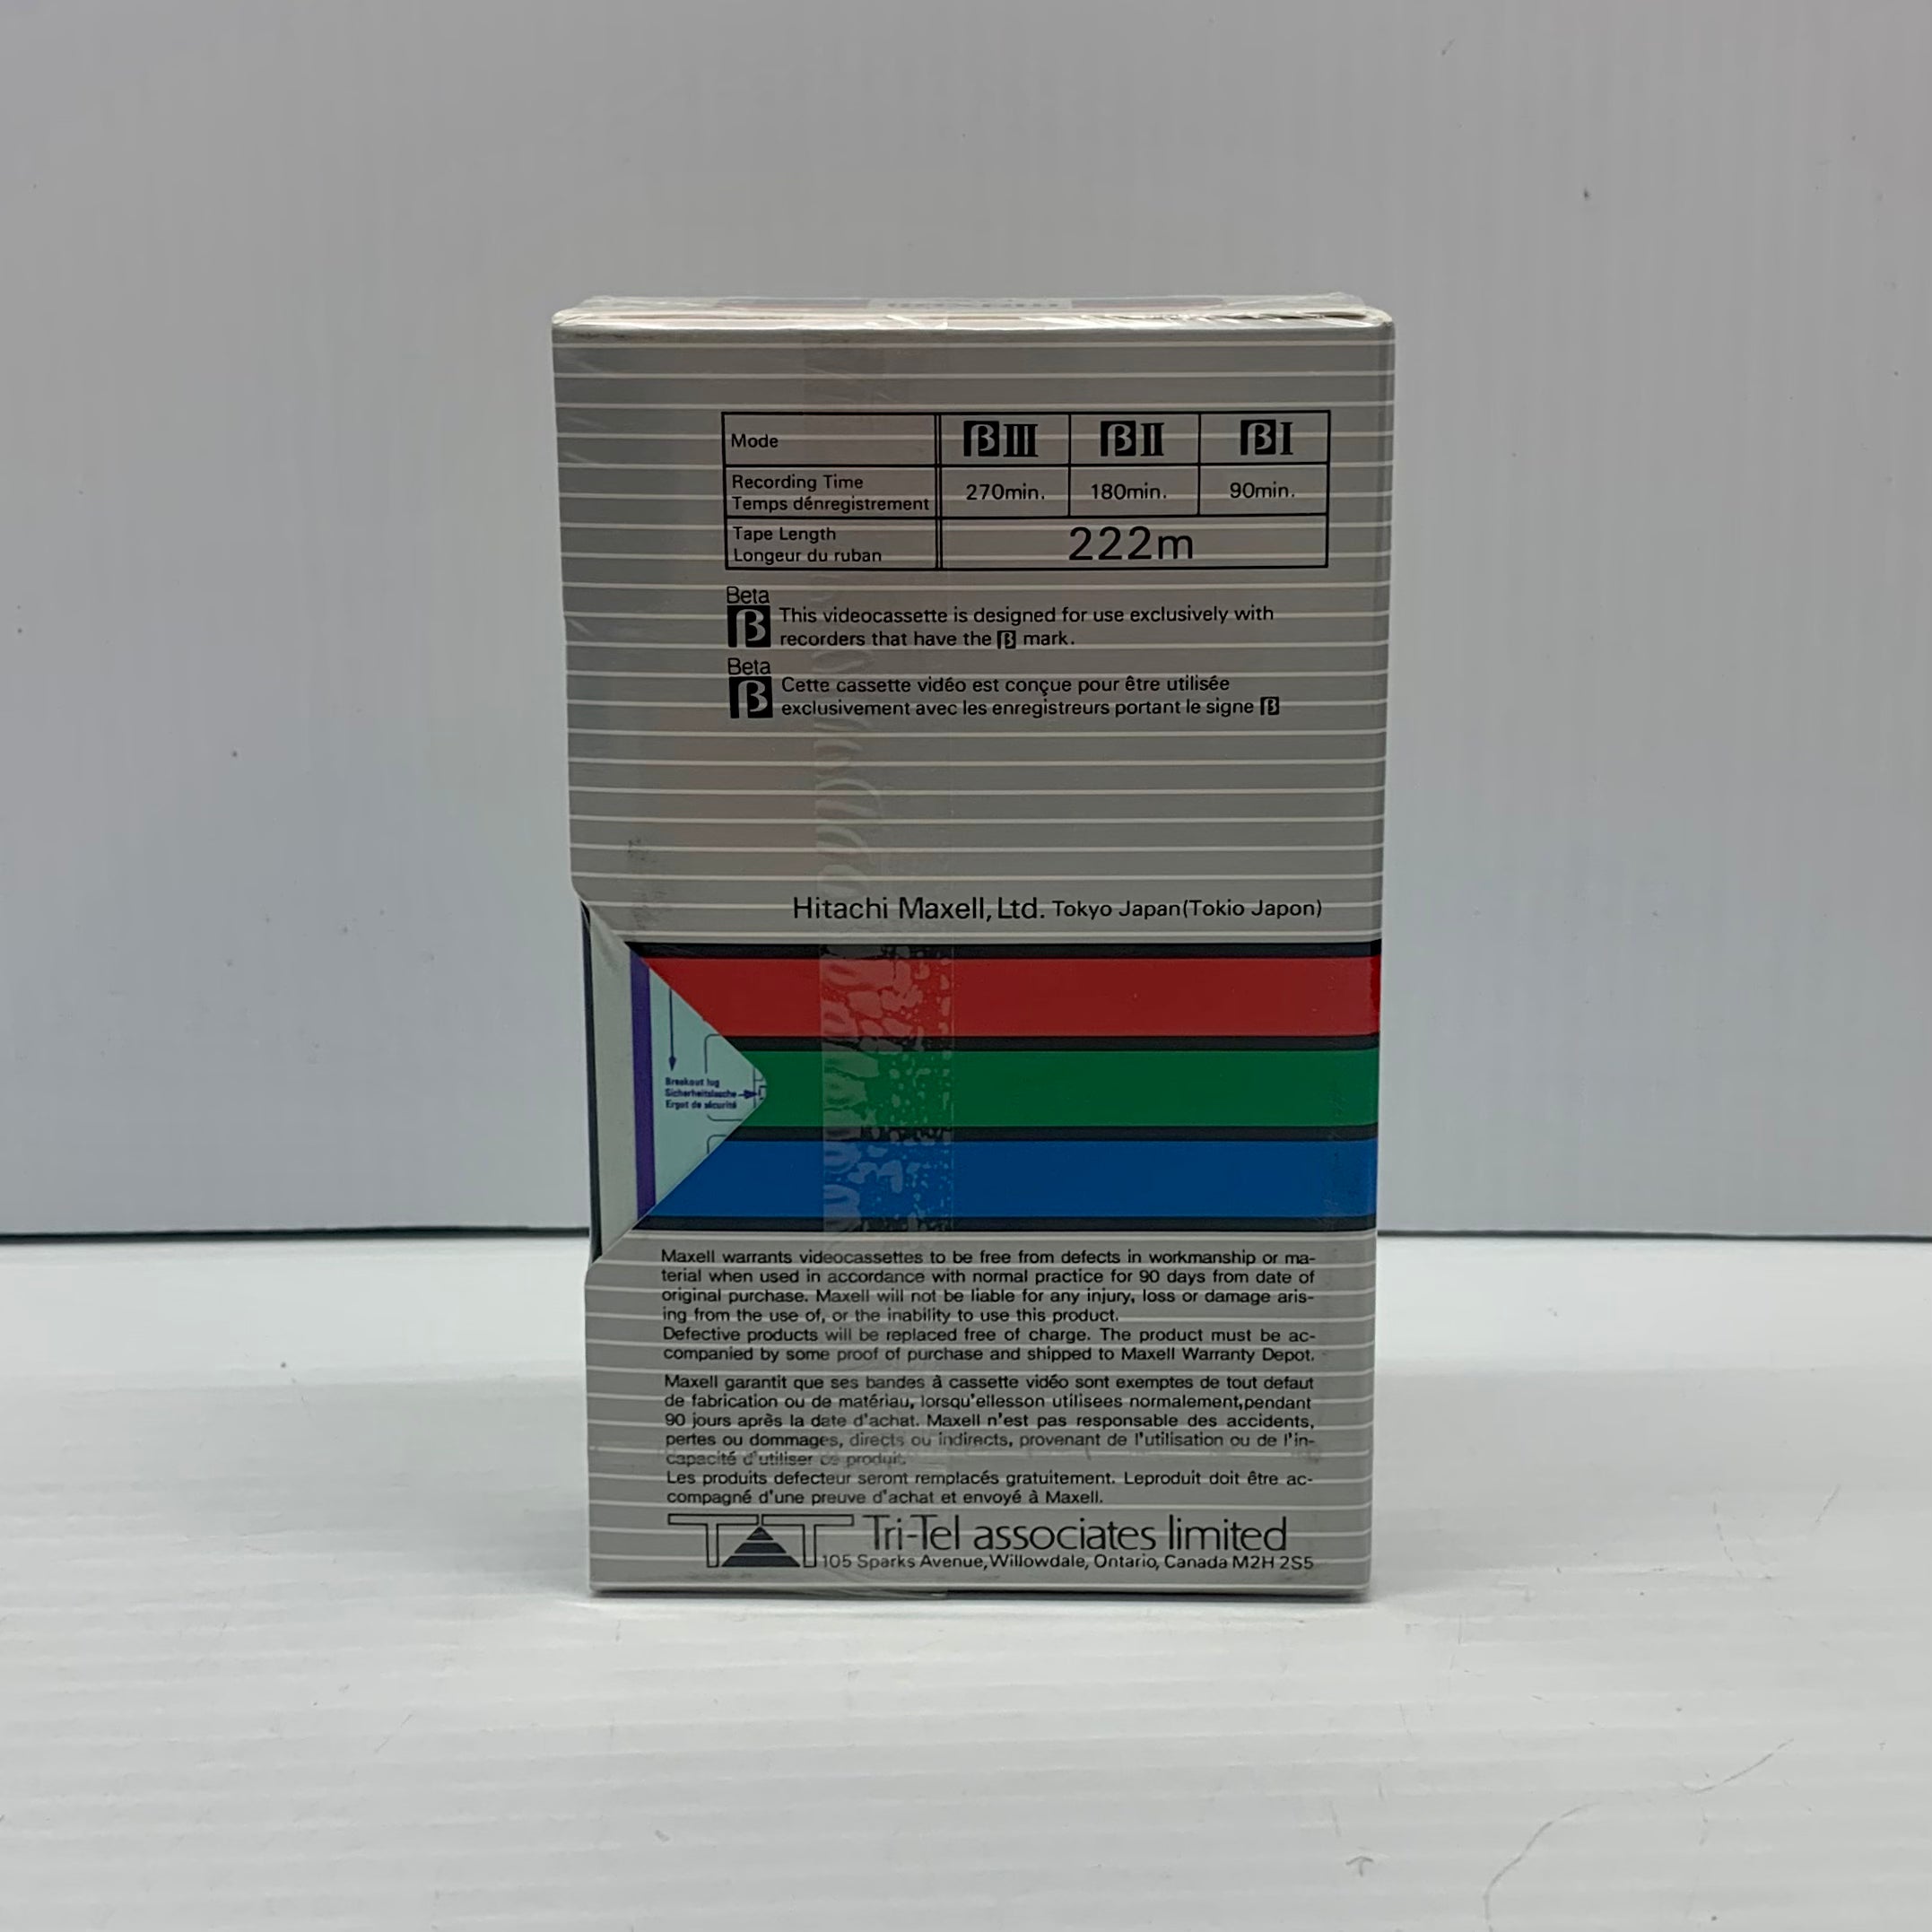 Mode βIII βII βI
Recording Time
Temps dénregistrement 270min. 180min. 90min.
Tape Length
Longeur du ruban 222m
Beta
β This videocassette is designed for use exclusively with
recorders that have the β mark.
Beta
β Cette cassette vidéo est conçue pour être utilisée
exclusivement avec les enregistreurs portant le signe β
Hitachi Maxell, Ltd. Tokyo Japan(Tokio Japon)
Breakout lug
Sicherheitslasche
Ergot de sécurité
Maxell warrants videocassettes to be free from defects in workmanship or ma-
terial when used in accordance with normal practice for 90 days from date of
original purchase. Maxell will not be liable for any injury, loss or damage aris-
ing from the use of, or the inability to use this product.
Defective products will be replaced free of charge. The product must be ac-
companied by some proof of purchase and shipped to Maxell Warranty Depot.
Maxell garantit que ses bandes à cassette vidéo sont exemptes de tout defaut
de fabrication ou de matériau, lorsqu'ellesson utilisees normalement,pendant
90 jours après la date d'achat. Maxell n'est pas responsable des accidents,
pertes ou dommages, directs ou indirects, provenant de l'utilisation ou de l'in-
capacité d'utiliser ce produit.
Les produits defecteur seront remplacés gratuitement. Leproduit doit être ac-
compagné d'une preuve d'achat et envoyé à Maxell.
TAT Tri-Tel associates limited
105 Sparks Avenue, Willowdale, Ontario, Canada M2H 2S5